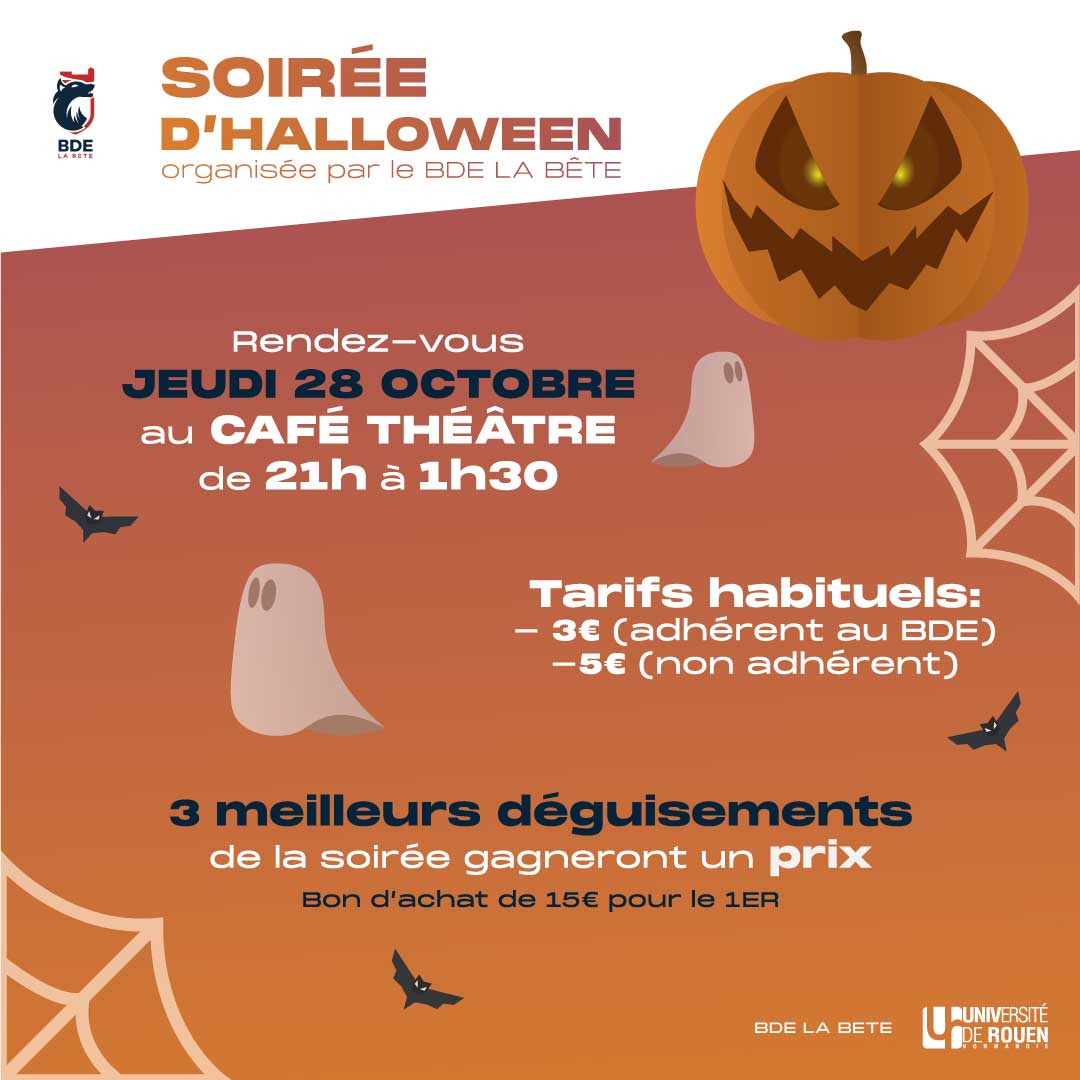 BDE
LA BETE
SOIRÉE
D'HALLOWEEN
organisée par le BDE LA BÊTE
Rendez-vous
JEUDI 28 OCTOBRE
au CAFÉ THÉÂTRE
de 21h à 1h30
Tarifs habituels:
- 3€ (adhérent au BDE)
-5€ (non adhérent)
3 meilleurs déguisements
de la soirée gagneront un prix
Bon d'achat de 15€ pour le 1ER
BDE LA BETE
UNIVERSITÉ
DE ROUEN
NORMANDIE